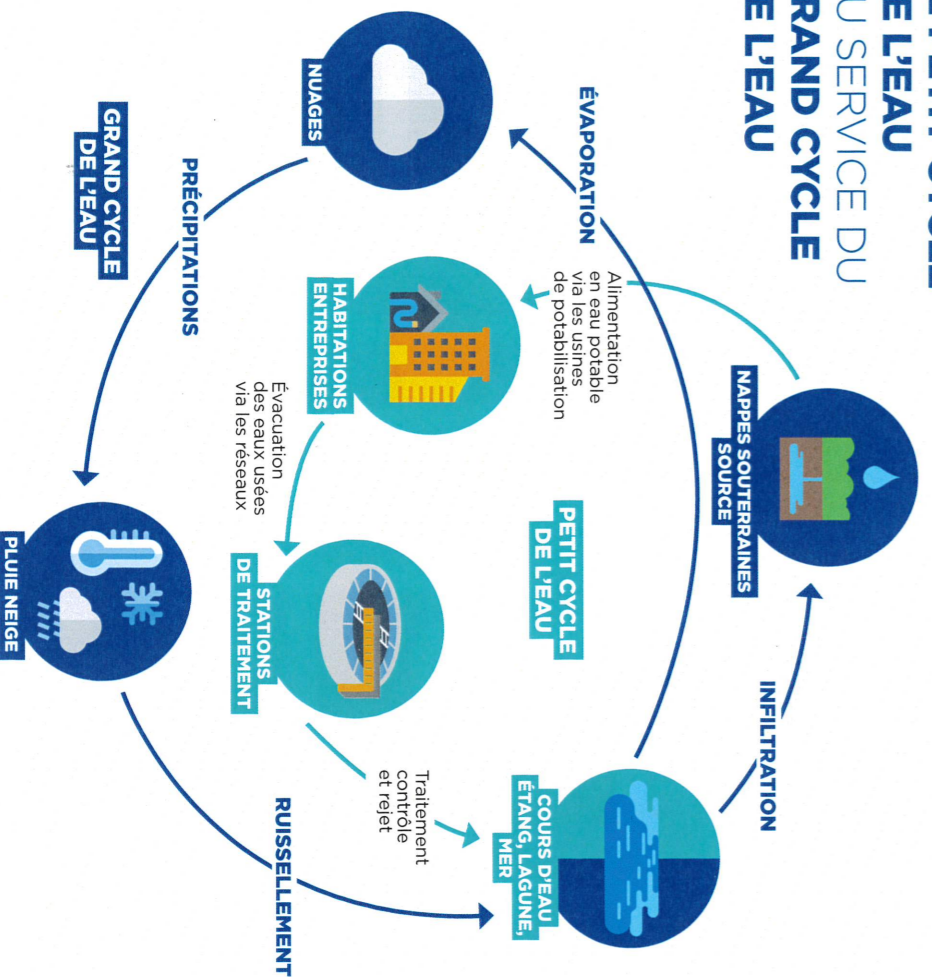 E PETIT CYCLE
E L'EAU
U SERVICE DU
RAND CYCLE
E L'EAU
NAPPES SOUTERRAINES
SOURCE
INFILTRATION
ÉVAPORATION
Alimentation
en eau potable
via les usines
de potabilisation
PETIT CYCLE
DE L'EAU
COURS D'EAU
ÉTANG, LAGUNE,
MER
NUAGES
HABITATIONS
ENTREPRISES
Évacuation
des eaux usées
via les réseaux
STATIONS
DE TRAITEMENT
Traitement
contrôle
et rejet
PRÉCIPITATIONS
RUISSELLEMENT
GRAND CYCLE
DE L'EAU
PLUIE NEIGE